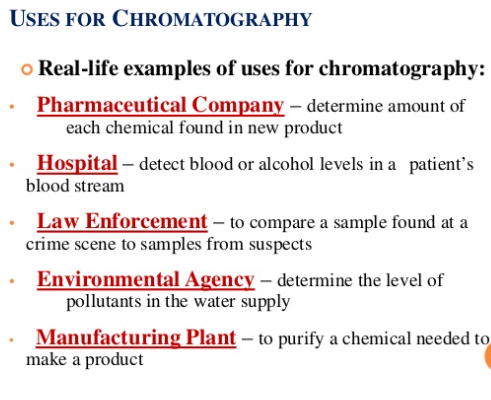 USES FOR CHROMATOGRAPHY
Real-life examples of uses for chromatography:
• Pharmaceutical Company – determine amount of
each chemical found in new product
• Hospital – detect blood or alcohol levels in a patient's
blood stream
• Law Enforcement – to compare a sample found at a
crime scene to samples from suspects
• Environmental Agency – determine the level of
pollutants in the water supply
• Manufacturing Plant – to purify a chemical needed to
make a product